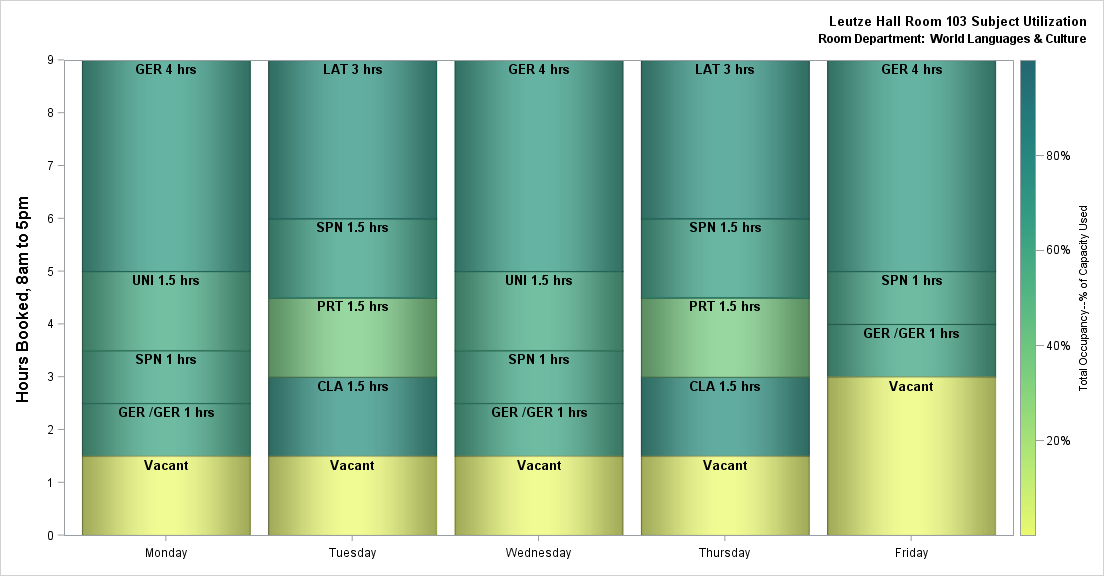 Leutze Hall Room 103 Subject Utilization
Room Department: World Languages & Culture
Hours Booked, 8am to 5pm
9
8
7
6
5
4
3
2
1
0
GER 4 hrs
UNI 1.5 hrs
SPN 1 hrs
GER /GER 1 hrs
Vacant
LAT 3 hrs
SPN 1.5 hrs
PRT 1.5 hrs
CLA 1.5 hrs
Vacant
GER 4 hrs
UNI 1.5 hrs
SPN 1 hrs
GER /GER 1 hrs
Vacant
LAT 3 hrs
SPN 1.5 hrs
PRT 1.5 hrs
CLA 1.5 hrs
Vacant
GER 4 hrs
SPN 1 hrs
GER /GER 1 hrs
Vacant
Monday
Tuesday
Wednesday
Thursday
Friday
80%
60%
40%
20%
Total Occupancy--% of Capacity Used